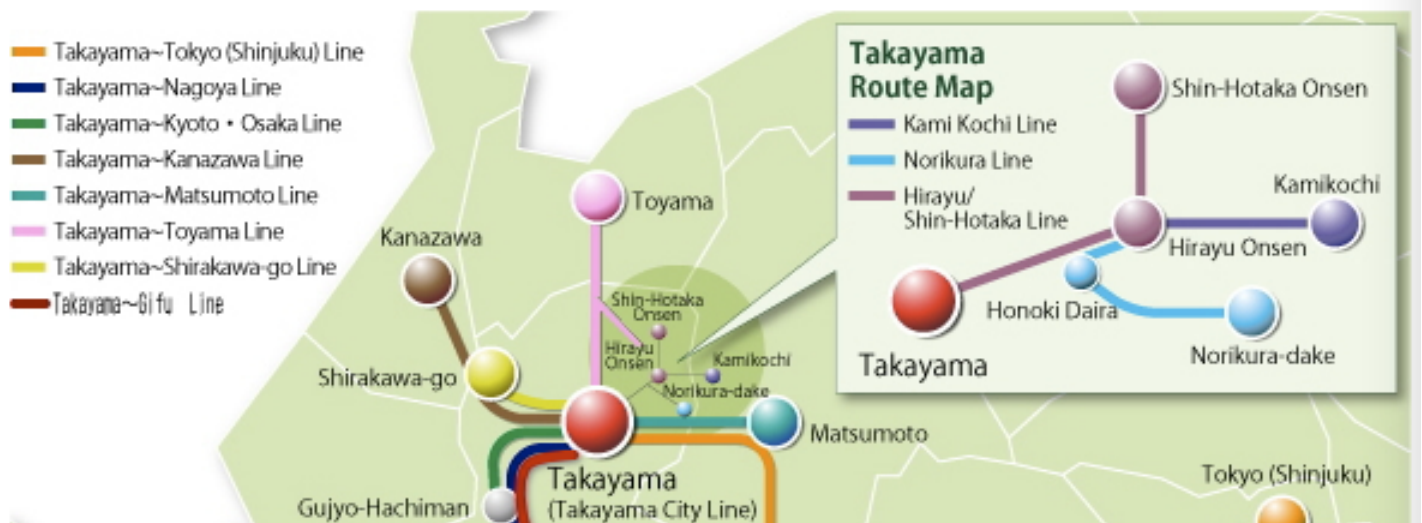 Takayama~Tokyo (Shinjuku) Line
Takayama~Nagoya Line
Takayama~Kyoto・Osaka Line
Takayama~Kanazawa Line
Takayama~Matsumoto Line
Takayama~Toyama Line
Takayama~Shirakawa-go Line
Takayama~Gifu Line
Takayama
Route Map
Kami Kochi Line
Norikura Line
Hirayu/
Shin-Hotaka Line
Shin-Hotaka Onsen
Kamikochi
Hirayu Onsen
Honoki Daira
Takayama
Norikura-dake
Toyama
Kanazawa
Shin-Hotaka
Onsen
Hirayu
Onsen
Kamikochi
Norikura-dake
Shirakawa-go
Matsumoto
Takayama
(Takayama City Line)
Gujyo-Hachiman
Tokyo (Shinjuku)